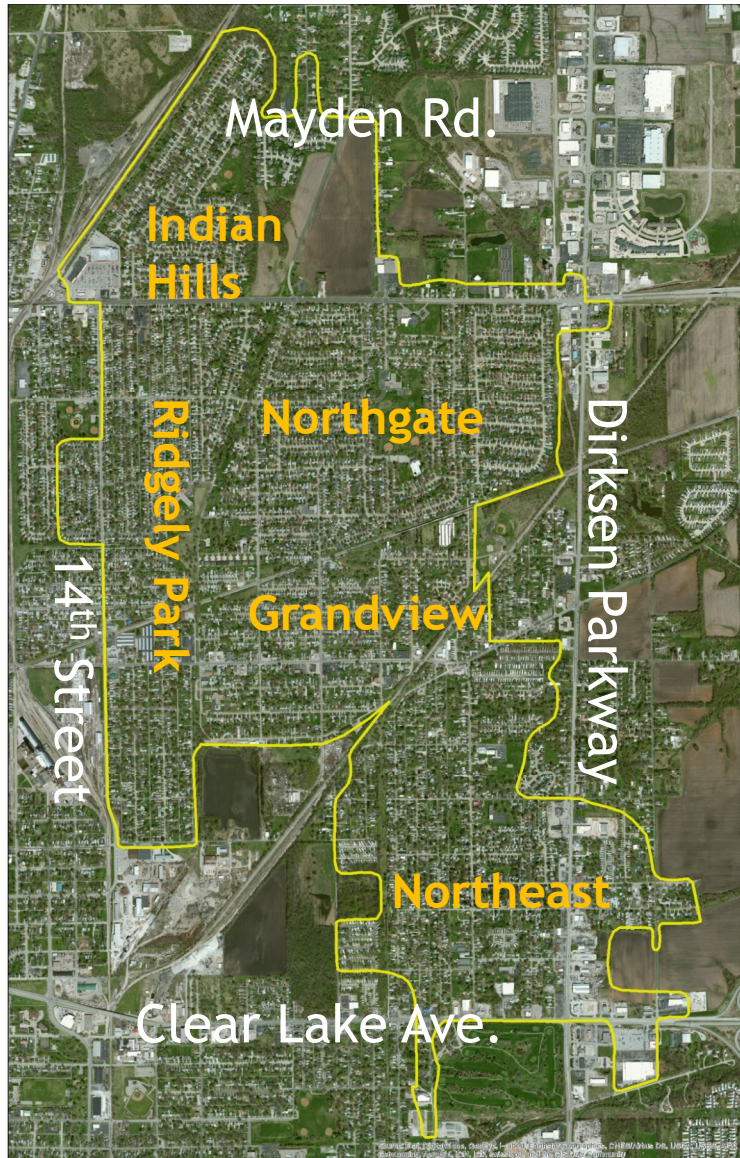 Mayden Rd.
Indian
Hills
Northgate
Ridgely Park
Dirksen Parkway
14th Street
Grandview
Northeast
Clear Lake Ave.